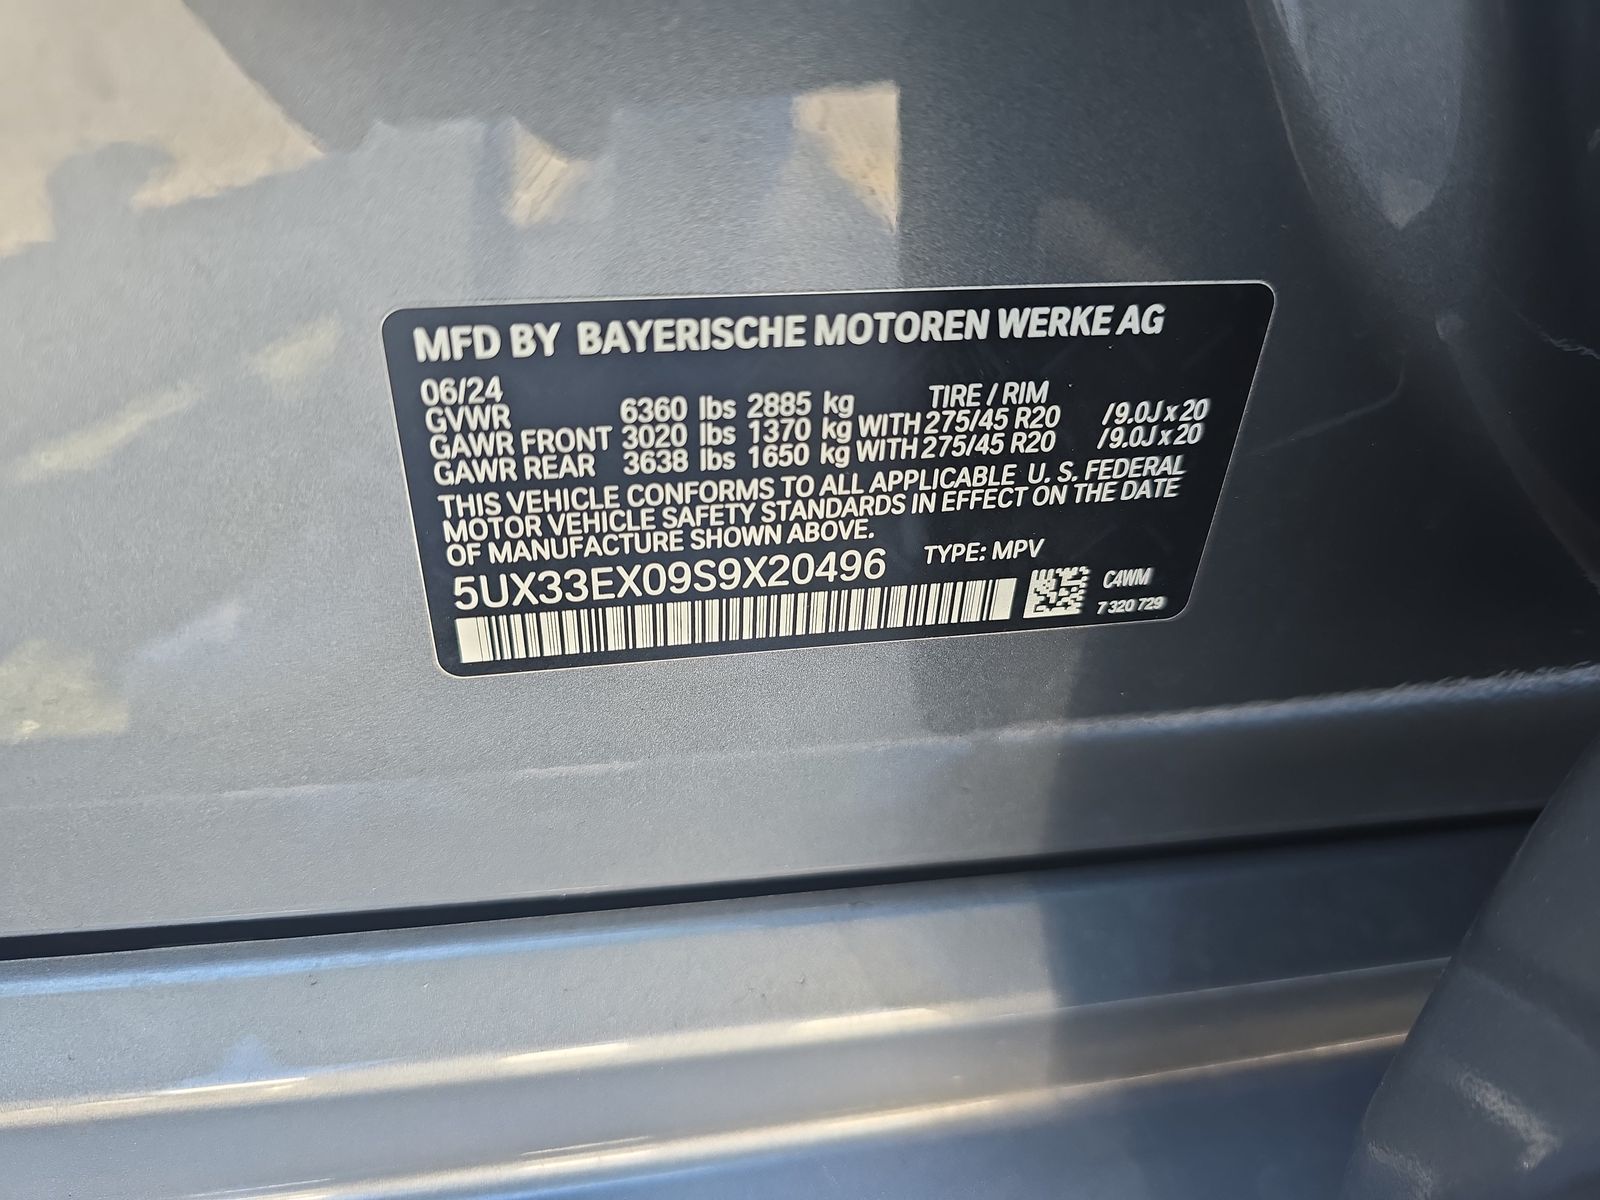 MFD BY BAYERISCHE MOTOREN WERKE AG
06/24 TIRE / RIM
GVWR 6360 lbs 2885 kg
GAWR FRONT 3020 lbs 1370 kg WITH 275/45 R20 /9.0J x 20
GAWR REAR 3638 lbs 1650 kg WITH 275/45 R20 /9.0J x 20
THIS VEHICLE CONFORMS TO ALL APPLICABLE U. S. FEDERAL
MOTOR VEHICLE SAFETY STANDARDS IN EFFECT ON THE DATE
OF MANUFACTURE SHOWN ABOVE.
5UX33EX09S9X20496 TYPE: MPV
C4WM
7 320 729